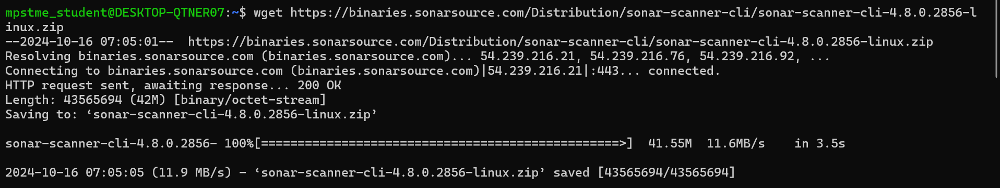 mpstme_student@DESKTOP-QTNER07:~$ wget https://binaries.sonarsource.com/Distribution/sonar-scanner-cli/sonar-scanner-cli-4.8.0.2856-l
inux.zip
--2024-10-16 07:05:01--  https://binaries.sonarsource.com/Distribution/sonar-scanner-cli/sonar-scanner-cli-4.8.0.2856-linux.zip
Resolving binaries.sonarsource.com (binaries.sonarsource.com)... 54.239.216.21, 54.239.216.76, 54.239.216.92, ...
Connecting to binaries.sonarsource.com (binaries.sonarsource.com)|54.239.216.21|:443... connected.
HTTP request sent, awaiting response... 200 OK
Length: 43565694 (42M) [binary/octet-stream]
Saving to: ‘sonar-scanner-cli-4.8.0.2856-linux.zip’
sonar-scanner-cli-4.8.0.2856- 100%[=================================================>]  41.55M  11.6MB/s    in 3.5s
2024-10-16 07:05:05 (11.9 MB/s) - ‘sonar-scanner-cli-4.8.0.2856-linux.zip’ saved [43565694/43565694]